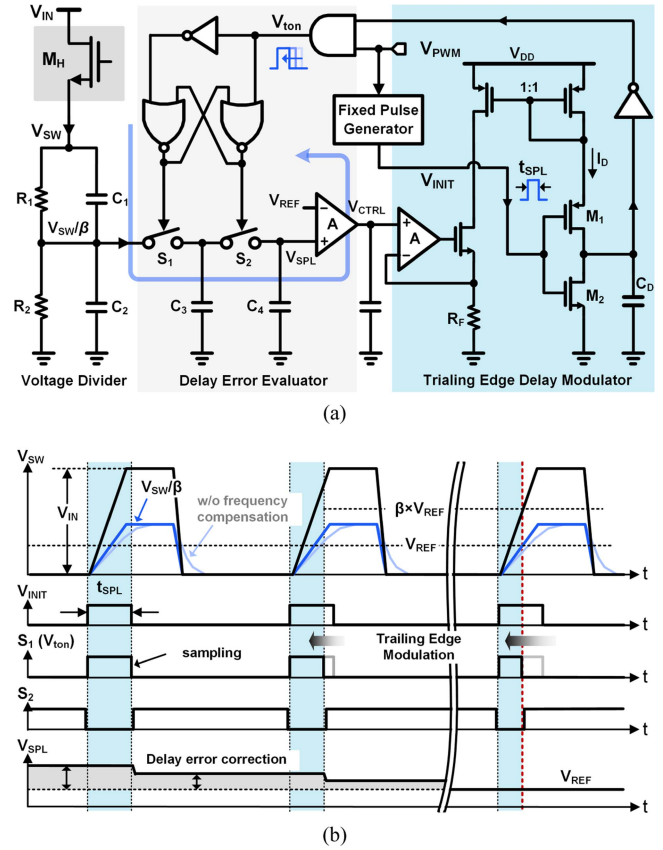 V_IN
M_H
V_SW
R_1
C_1
V_SW/β
R_2
C_2
Voltage Divider
V_ton
S_1
S_2
V_REF
V_SPL
C_3
C_4
A
− +
V_CTRL
Delay Error Evaluator
V_PWM
Fixed Pulse
Generator
V_INIT
t_SPL
V_DD
1:1
I_D
M_1
M_2
C_D
A
+ −
R_F
Trialing Edge Delay Modulator
(a)
V_SW
V_IN
V_SW/β
w/o frequency
compensation
β×V_REF
V_REF
t
V_INIT
t_SPL
t
S_1 (V_ton)
sampling
Trailing Edge
Modulation
t
S_2
t
V_SPL
Delay error correction
V_REF
t
(b)